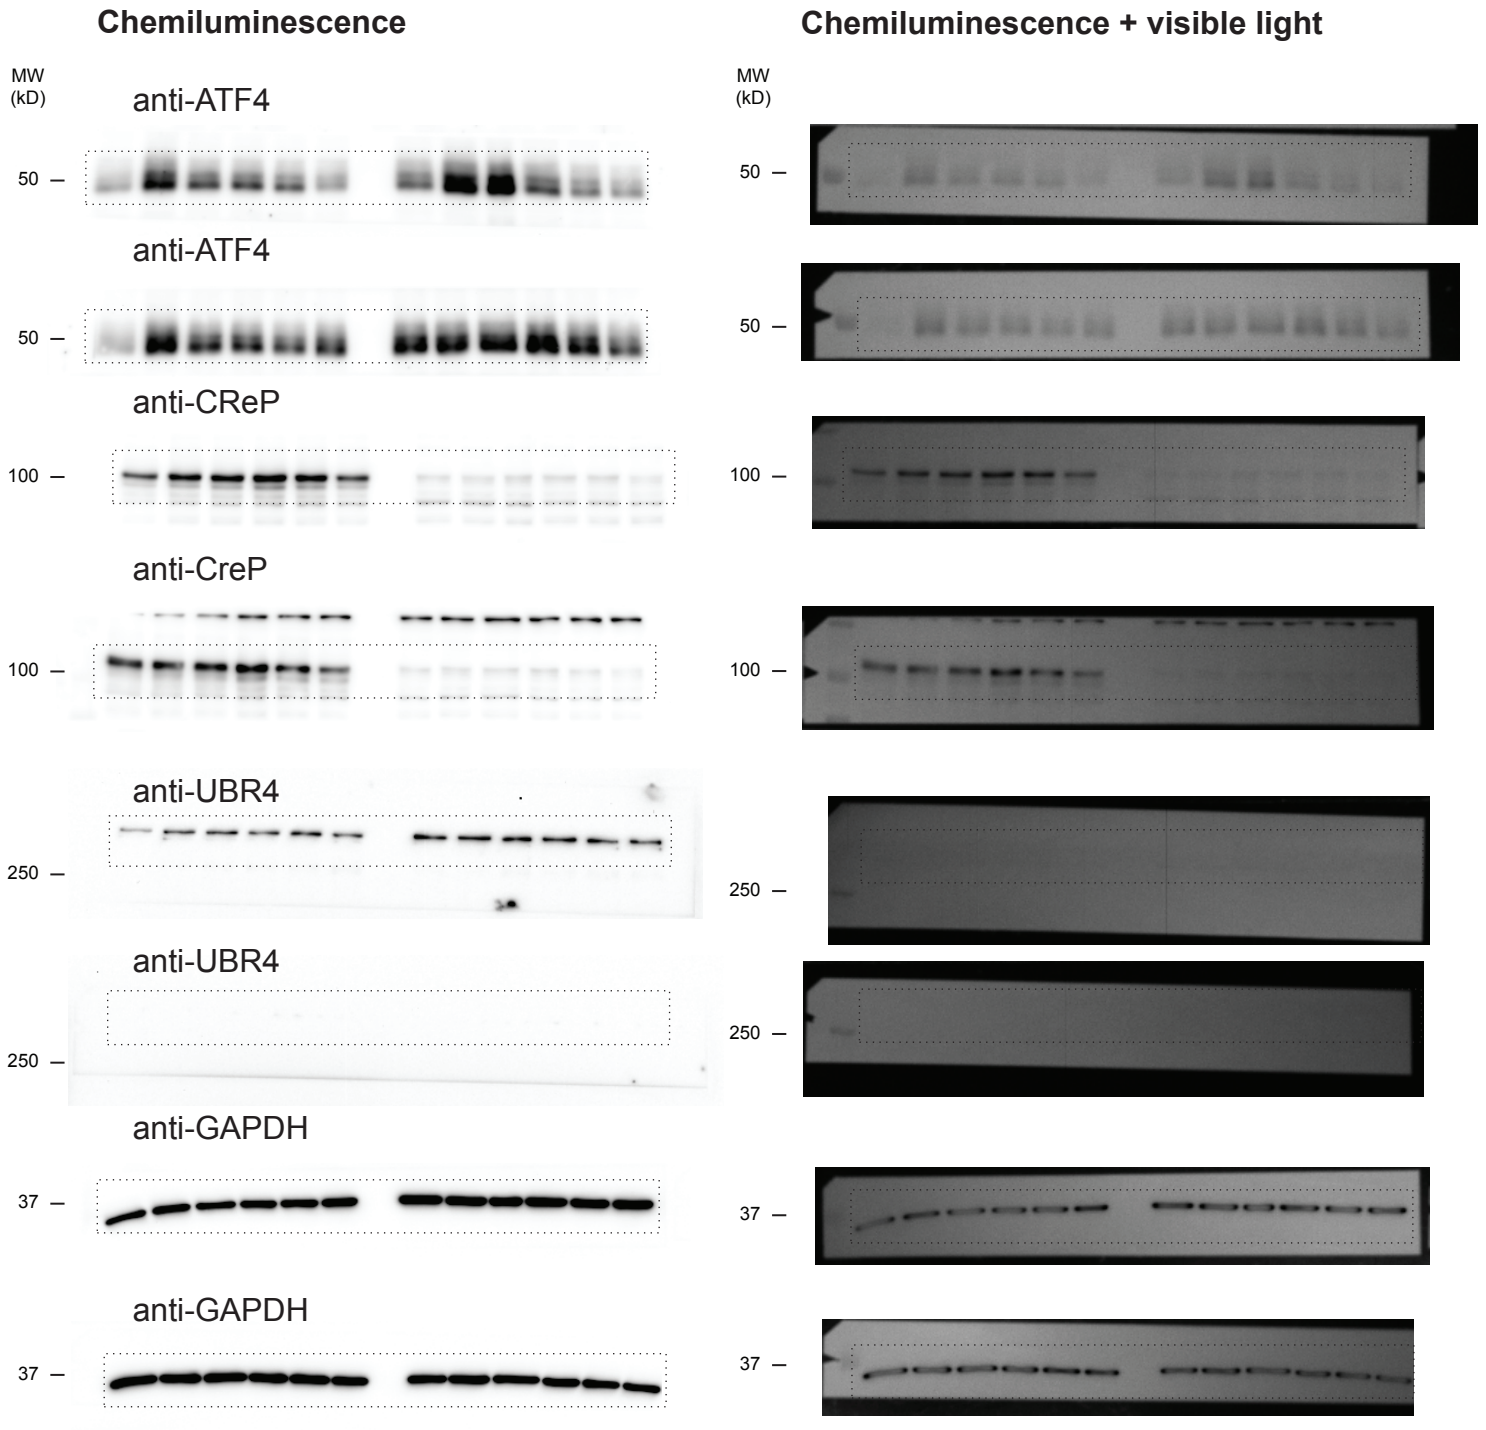 Chemiluminescence
Chemiluminescence + visible light
MW
(kD)
MW
(kD)
anti-ATF4
50
50
anti-ATF4
50
50
anti-CReP
100
100
anti-CreP
100
100
anti-UBR4
250
250
anti-UBR4
250
250
anti-GAPDH
37
37
anti-GAPDH
37
37